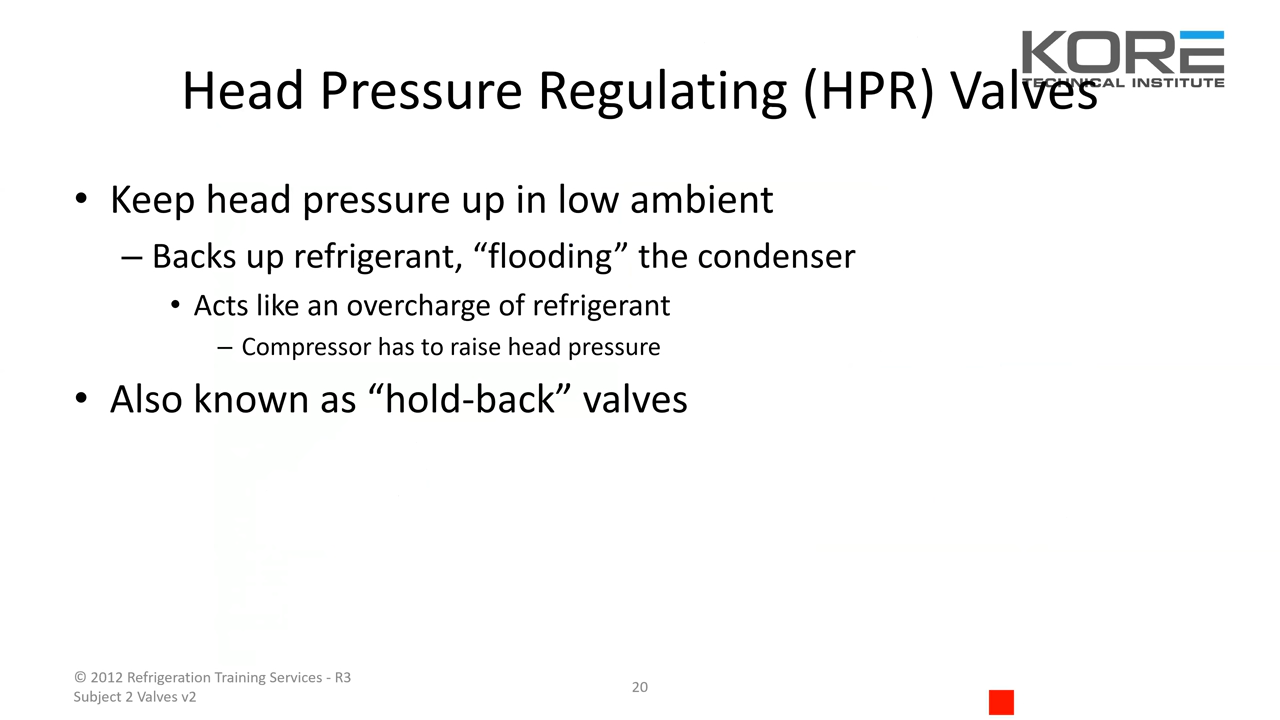 KORE
TECHNICAL INSTITUTE
Head Pressure Regulating (HPR) Valves
• Keep head pressure up in low ambient
– Backs up refrigerant, “flooding” the condenser
• Acts like an overcharge of refrigerant
– Compressor has to raise head pressure
• Also known as “hold-back” valves
© 2012 Refrigeration Training Services - R3
Subject 2 Valves v2
20